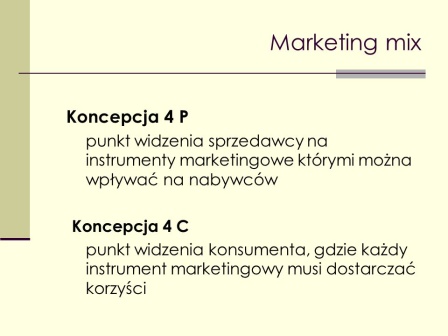 Marketing mix
Koncepcja 4 P
punkt widzenia sprzedawcy na
instrumenty marketingowe którymi można
wpływać na nabywców
Koncepcja 4 C
punkt widzenia konsumenta, gdzie każdy
instrument marketingowy musi dostarczać
korzyści